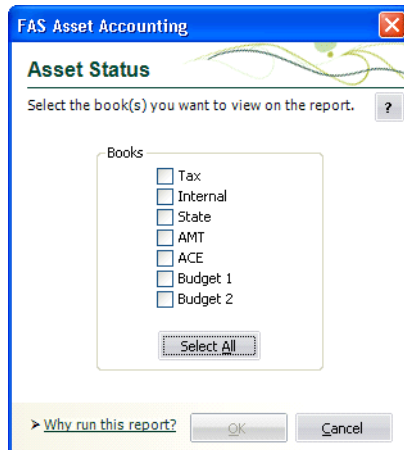 FAS Asset Accounting
Asset Status
Select the book(s) you want to view on the report.
?
Books
Tax
Internal
State
AMT
ACE
Budget 1
Budget 2
Select All
> Why run this report?
OK
Cancel